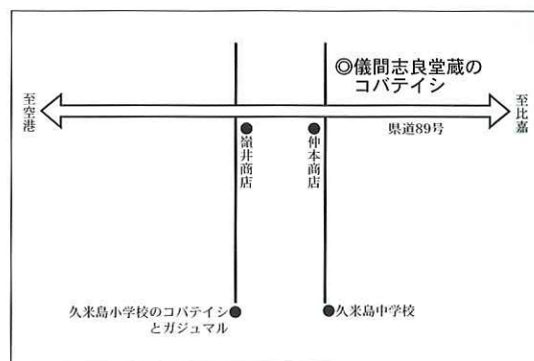 ◎儀間志良堂蔵の
コバテイシ
至空港
至比嘉
県道89号
嶺井商店
仲本商店
久米島小学校のコバテイシ
とガジュマル
久米島中学校